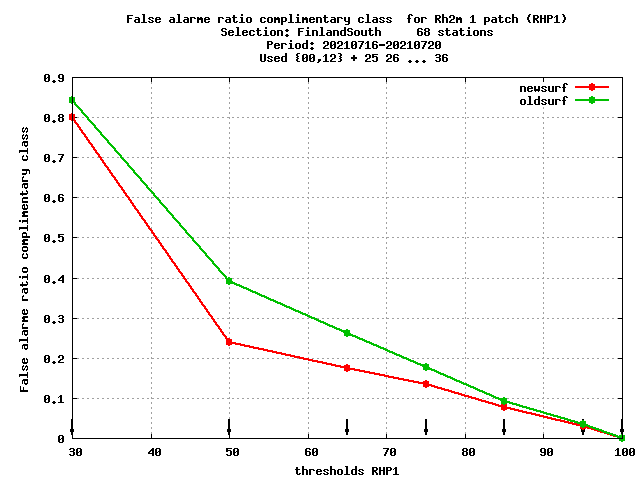 False alarme ratio complimentary class  for Rh2m 1 patch (RHP1)
Selection: FinlandSouth     68 stations
Period: 20210716-20210720
Used {00,12} + 25 26 ... 36
newsurf
oldsurf
False alarme ratio complimentary class
0.9
0.8
0.7
0.6
0.5
0.4
0.3
0.2
0.1
0
30 40 50 60 70 80 90 100
thresholds RHP1